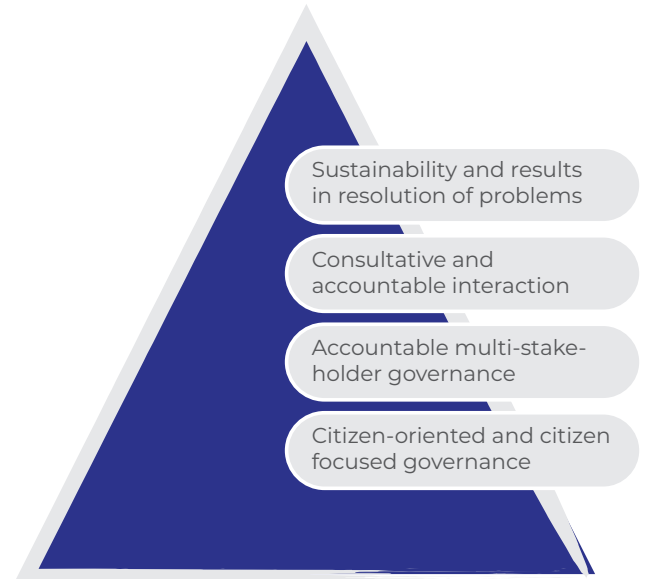 Sustainability and results
in resolution of problems
Consultative and
accountable interaction
Accountable multi-stake-
holder governance
Citizen-oriented and citizen
focused governance